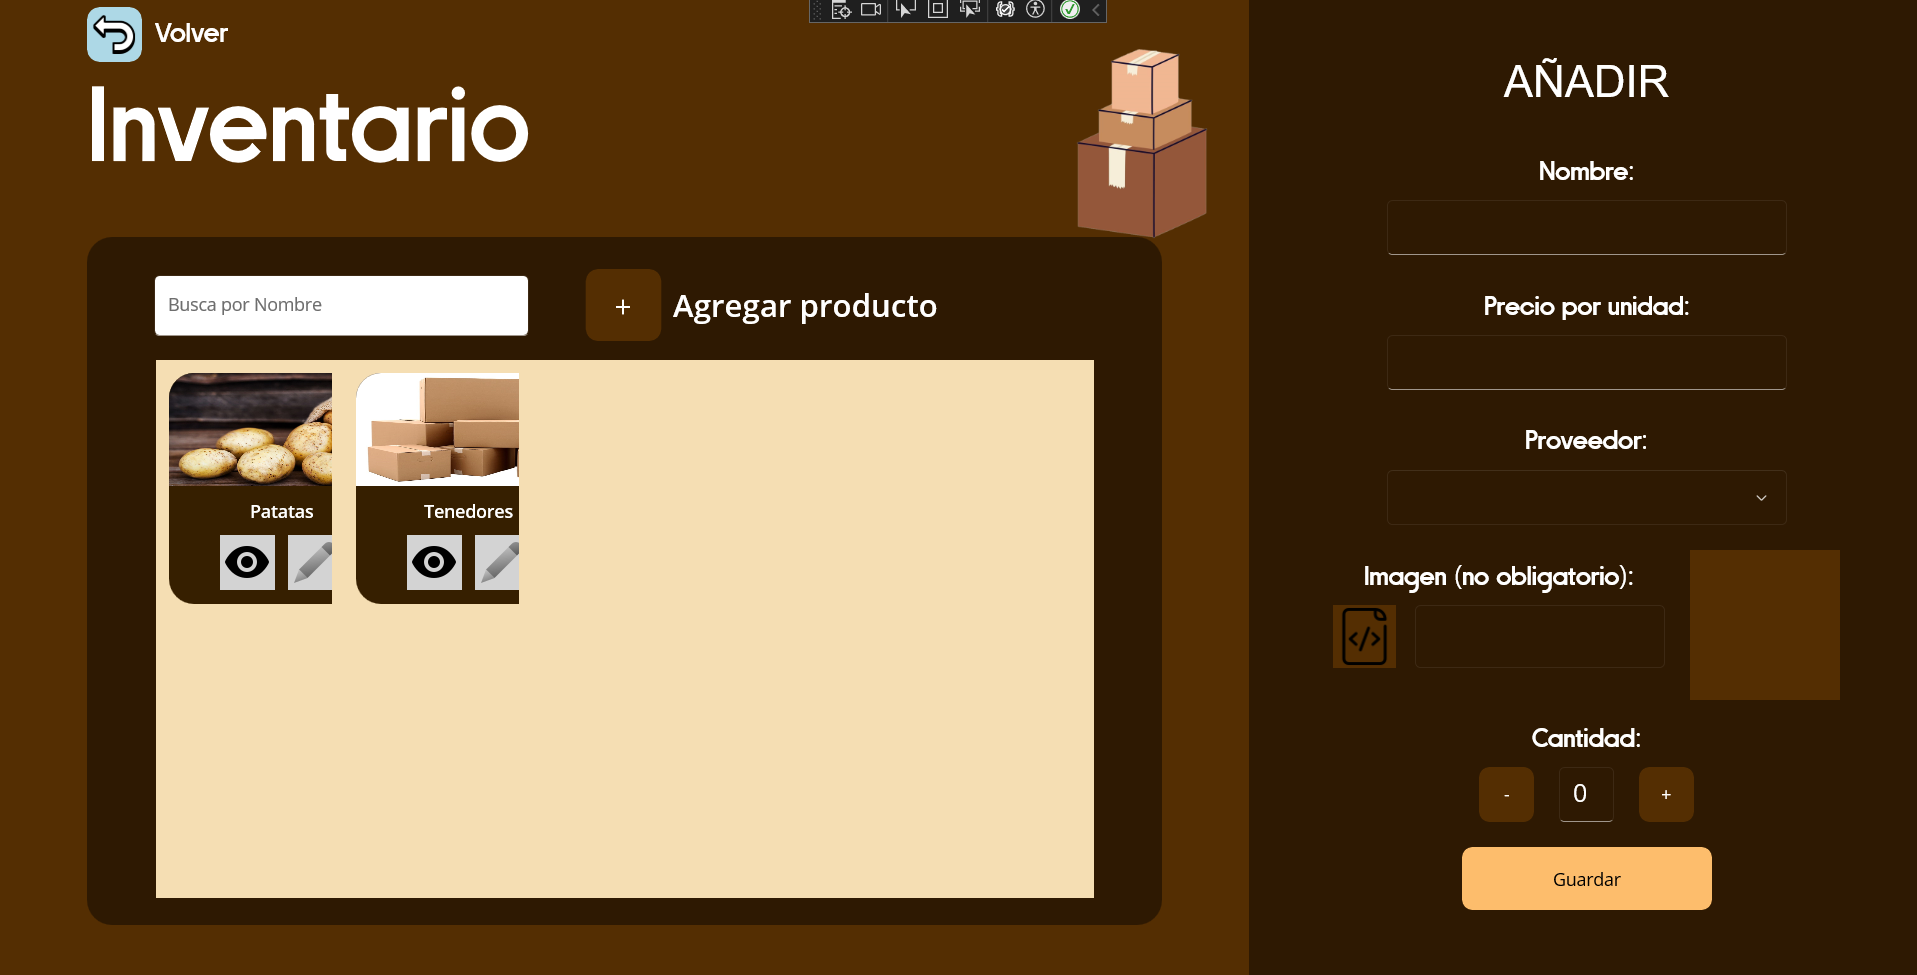 Volver
Inventario
Busca por Nombre
+
Agregar producto
Patatas
Tenedores
AÑADIR
Nombre:
Precio por unidad:
Proveedor:
Imagen (no obligatorio):
</>
Cantidad:
- 0 +
Guardar